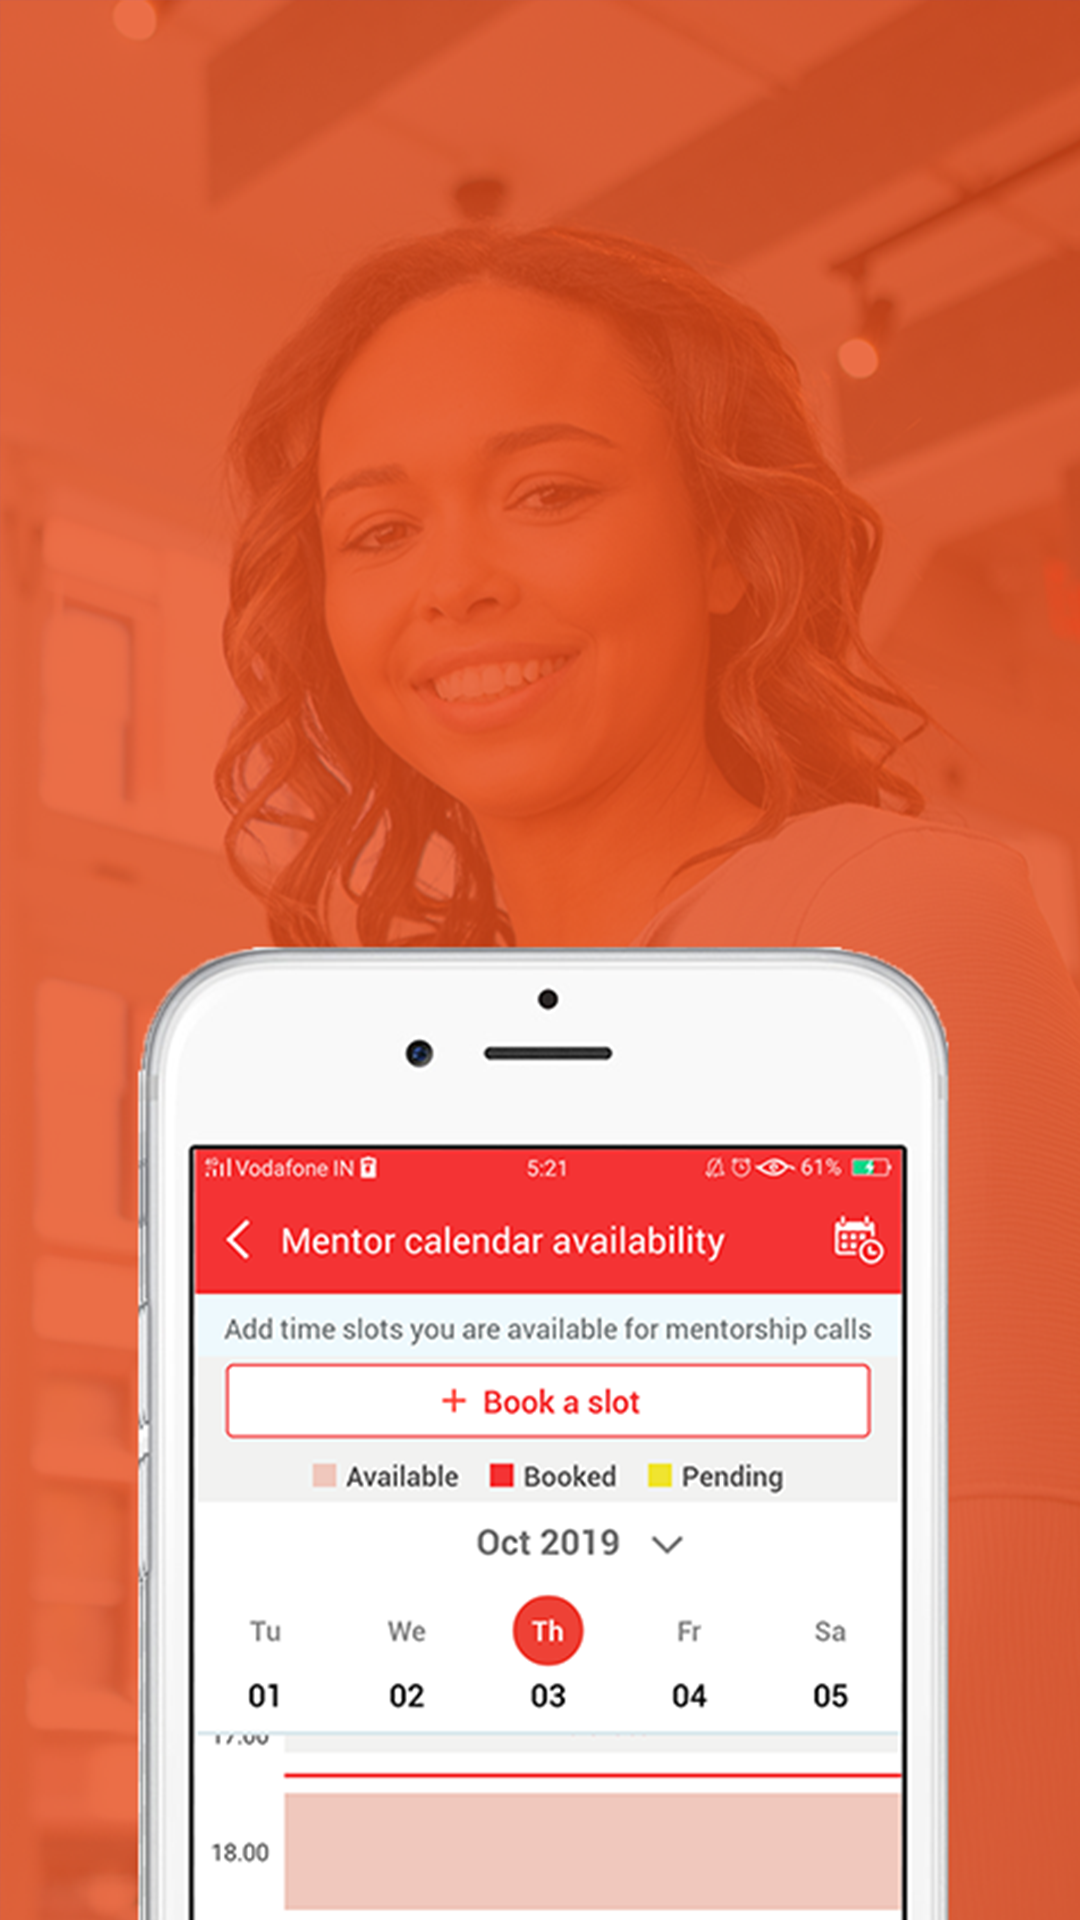 Vodafone IN 5:21 61%
Mentor calendar availability
Add time slots you are available for mentorship calls
+ Book a slot
Available Booked Pending
Oct 2019
Tu We Th Fr Sa
01 02 03 04 05
17.00
18.00